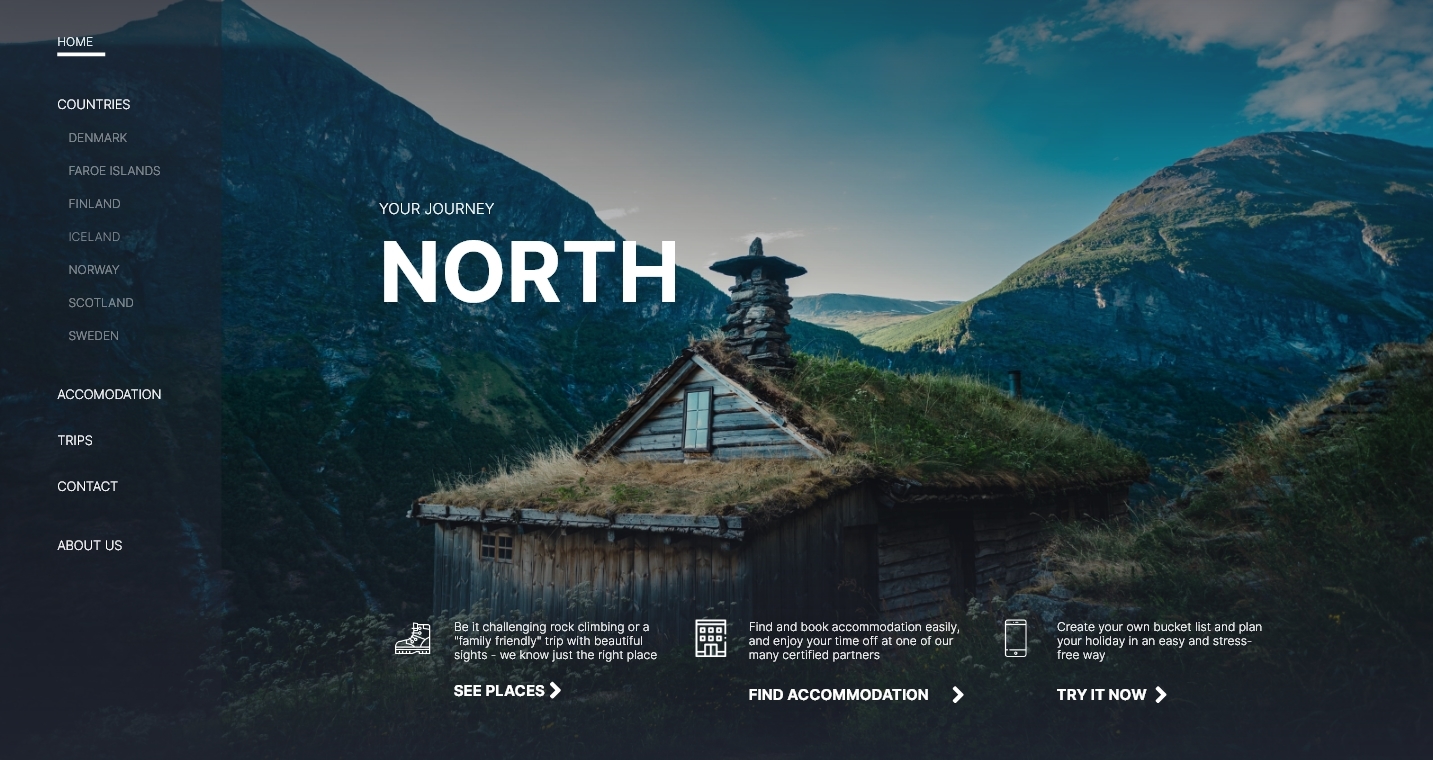 HOME
COUNTRIES
DENMARK
FAROE ISLANDS
FINLAND
ICELAND
NORWAY
SCOTLAND
SWEDEN
ACCOMODATION
TRIPS
CONTACT
ABOUT US
YOUR JOURNEY
NORTH
Be it challenging rock climbing or a
"family friendly" trip with beautiful
sights - we know just the right place
SEE PLACES
Find and book accommodation easily,
and enjoy your time off at one of our
many certified partners
FIND ACCOMMODATION
Create your own bucket list and plan
your holiday in an easy and stress-
free way
TRY IT NOW